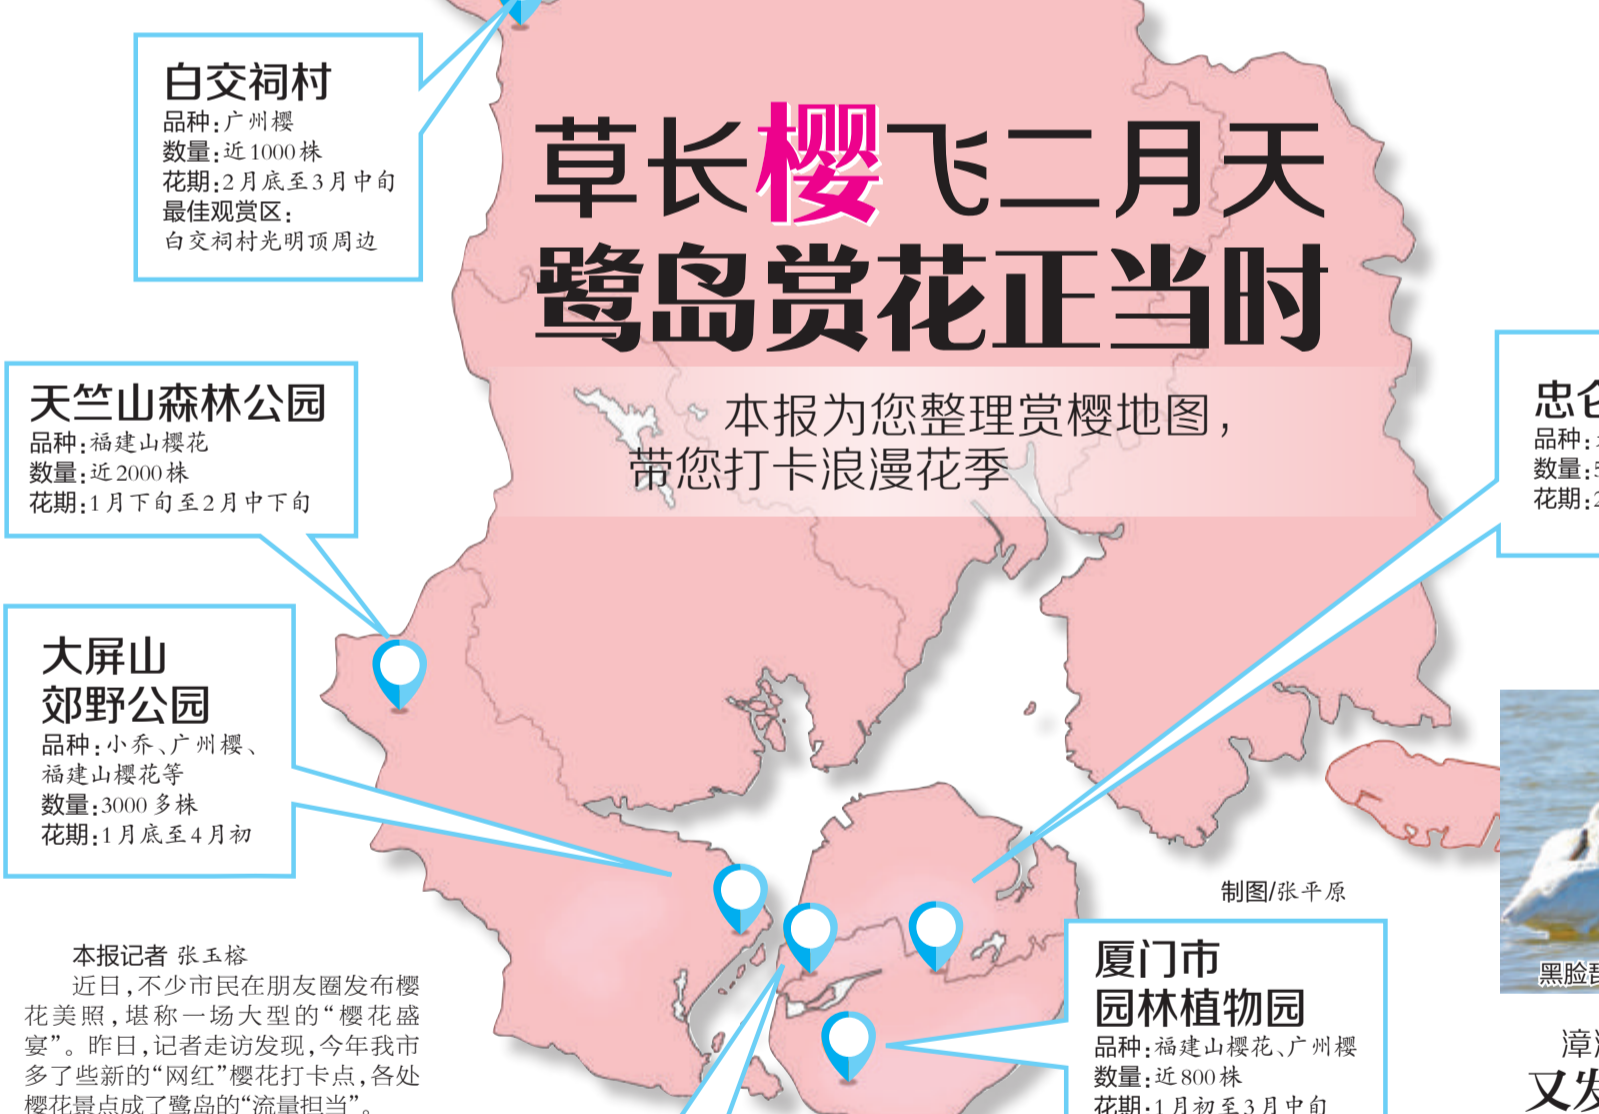 白交祠村
品种:广州樱
数量:近1000株
花期:2月底至3月中旬
最佳观赏区:
白交祠村光明顶周边
草长樱飞二月天
鹭岛赏花正当时
本报为您整理赏樱地图,
带您打卡浪漫花季
天竺山森林公园
品种:福建山樱花
数量:近2000株
花期:1月下旬至2月中下旬
大屏山
郊野公园
品种:小乔、广州樱、
福建山樱花等
数量:3000多株
花期:1月底至4月初
忠仑
品种:
数量:5
花期:2
制图/张平原
厦门市
园林植物园
品种:福建山樱花、广州樱
数量:近800株
花期:1月初至3月中旬
本报记者 张玉榕
近日,不少市民在朋友圈发布樱
花美照,堪称一场大型的“樱花盛
宴”。昨日,记者走访发现,今年我市
多了些新的“网红”樱花打卡点,各处
樱花景点成了鹭岛的“流量担当”。
黑脸琵
漳
又发